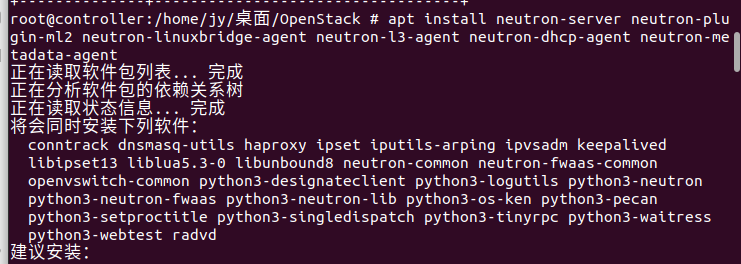 root@controller:/home/jy/桌面/OpenStack # apt install neutron-server neutron-plu
gin-ml2 neutron-linuxbridge-agent neutron-l3-agent neutron-dhcp-agent neutron-me
tadata-agent
正在读取软件包列表... 完成
正在分析软件包的依赖关系树
正在读取状态信息... 完成
将会同时安装下列软件：
  conntrack dnsmasq-utils haproxy ipset iputils-arping ipvsadm keepalived
  libipset13 liblua5.3-0 libunbound8 neutron-common neutron-fwaas-common
  openvswitch-common python3-designateclient python3-logutils python3-neutron
  python3-neutron-fwaas python3-neutron-lib python3-os-ken python3-pecan
  python3-setproctitle python3-singledispatch python3-tinyrpc python3-waitress
  python3-webtest radvd
建议安装：